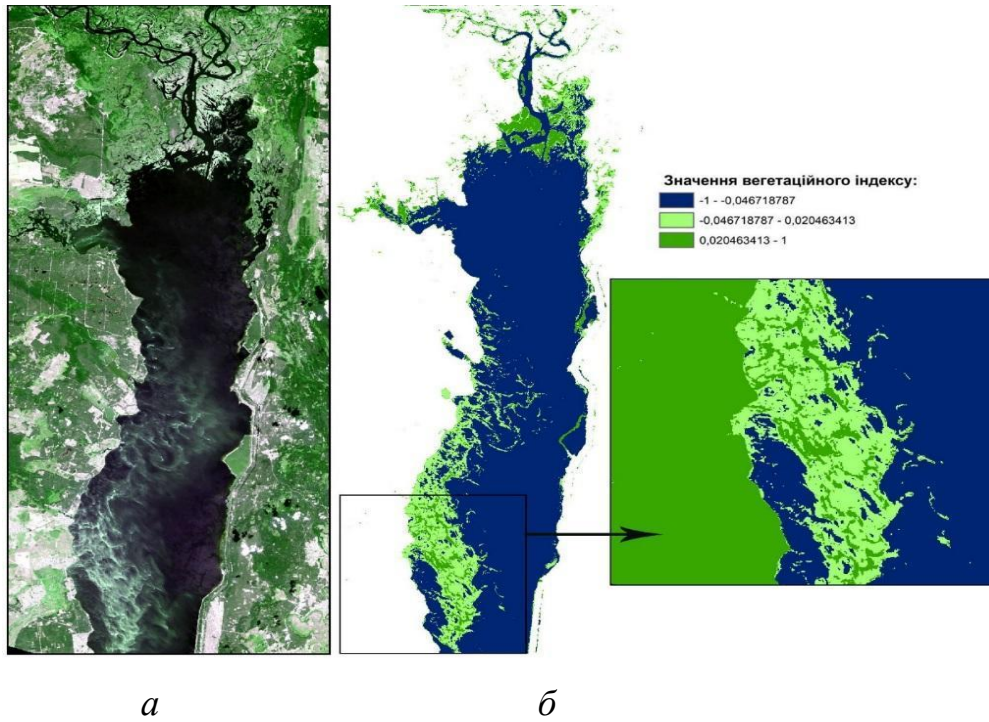 Значення вегетаційного індексу:
-1 - -0,046718787
-0,046718787 - 0,020463413
0,020463413 - 1
а
б